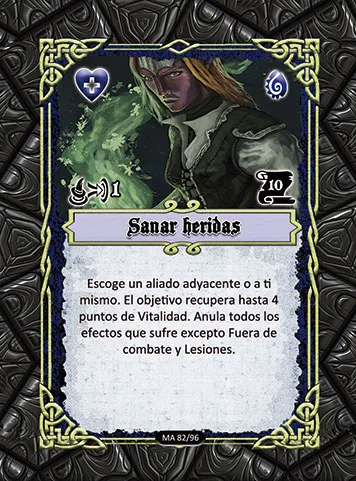 1
10
Sanar heridas
Escoge un aliado adyacente o a ti
mismo. El objetivo recupera hasta 4
puntos de Vitalidad. Anula todos los
efectos que sufre excepto Fuera de
combate y Lesiones.
MA 82/96